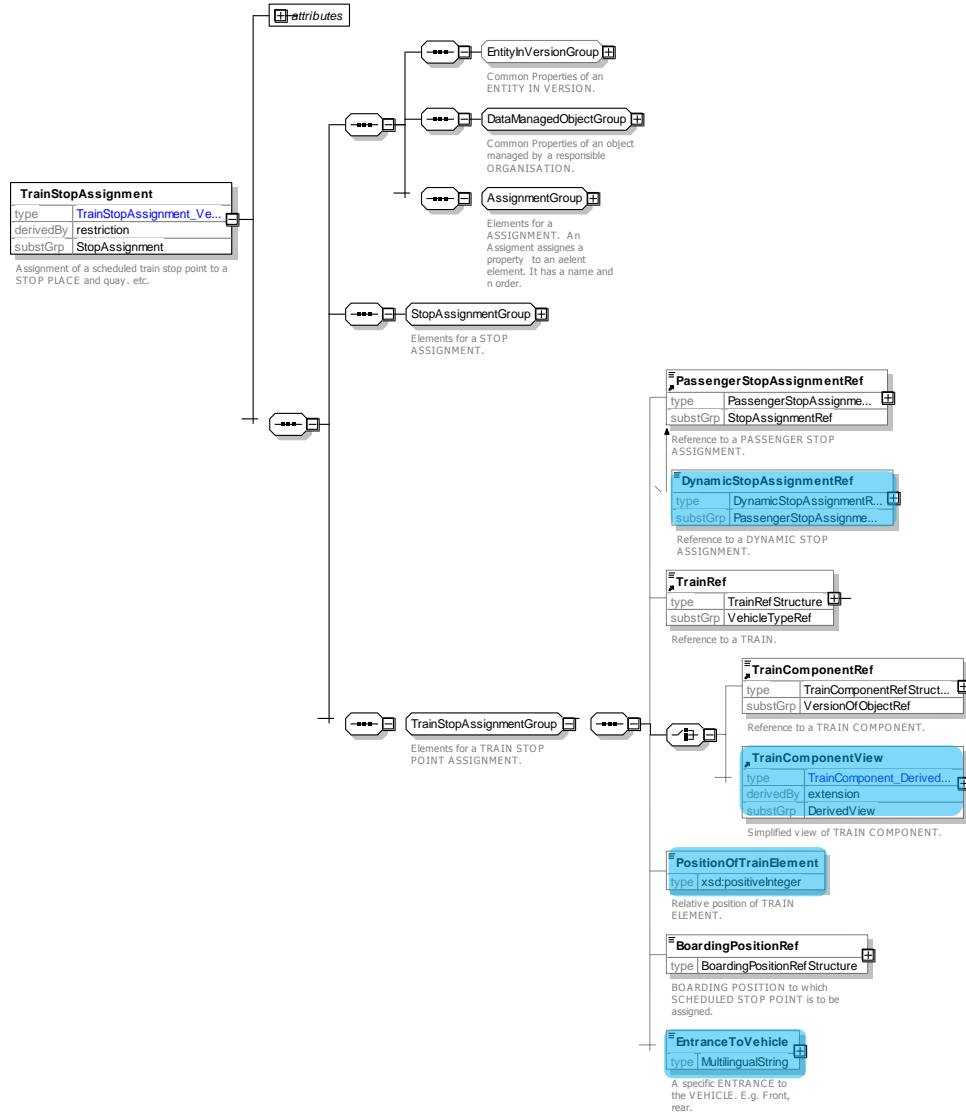 attributes
EntityInVersionGroup
Common Properties of an
ENTITY IN VERSION.
DataManagedObjectGroup
Common Properties of an object
managed by a responsible
ORGANISATION.
TrainStopAssignment
type TrainStopAssignment_Ve...
derivedBy restriction
substGrp StopAssignment
Assignment of a scheduled train stop point to a
STOP PLACE and quay. etc.
AssignmentGroup
Elements for a
ASSIGNMENT. An
Assigment assignes a
property to an aelent
element. It has a name and
n order.
StopAssignmentGroup
Elements for a STOP
ASSIGNMENT.
PassengerStopAssignmentRef
type PassengerStopAssignme...
substGrp StopAssignmentRef
Reference to a PASSENGER STOP
ASSIGNMENT.
DynamicStopAssignmentRef
type DynamicStopAssignmentR...
substGrp PassengerStopAssignme...
Reference to a DYNAMIC STOP
ASSIGNMENT.
TrainRef
type TrainRefStructure
substGrp VehicleTypeRef
Reference to a TRAIN.
TrainStopAssignmentGroup
Elements for a TRAIN STOP
POINT ASSIGNMENT.
TrainComponentRef
type TrainComponentRefStruct...
substGrp VersionOfObjectRef
Reference to a TRAIN COMPONENT.
TrainComponentView
type TrainComponent_Derived...
derivedBy extension
substGrp DerivedView
Simplified view of TRAIN COMPONENT.
PositionOfTrainElement
type xsd:positiveInteger
Relative position of TRAIN
ELEMENT.
BoardingPositionRef
type BoardingPositionRefStructure
BOARDING POSITION to which
SCHEDULED STOP POINT is to be
assigned.
EntranceToVehicle
type MultilingualString
A specific ENTRANCE to
the VEHICLE. E.g. Front,
rear.